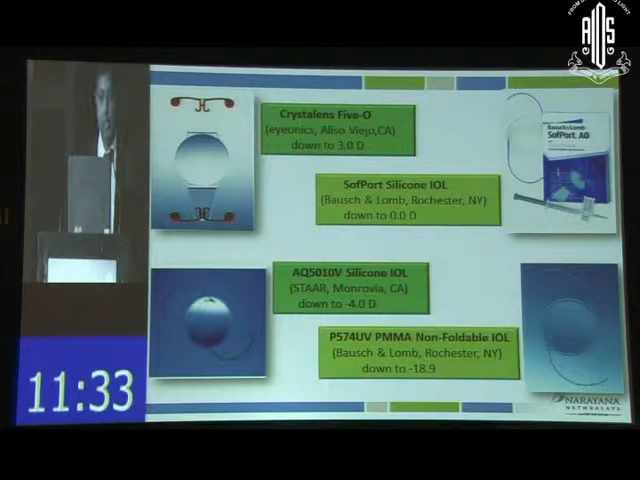 AIOS
Crystalens Five-O
(eyeonics, Aliso Viejo,CA)
down to 3.0 D
Bausch & Lomb
SofPort AO
SofPort Silicone IOL
(Bausch & Lomb, Rochester, NY)
down to 0.0 D
AQ5010V Silicone IOL
(STAAR, Monrovia, CA)
down to -4.0 D
P574UV PMMA Non-Foldable IOL
(Bausch & Lomb, Rochester, NY)
down to -18.9
11:33
NARAYANA
NETHRALAYA